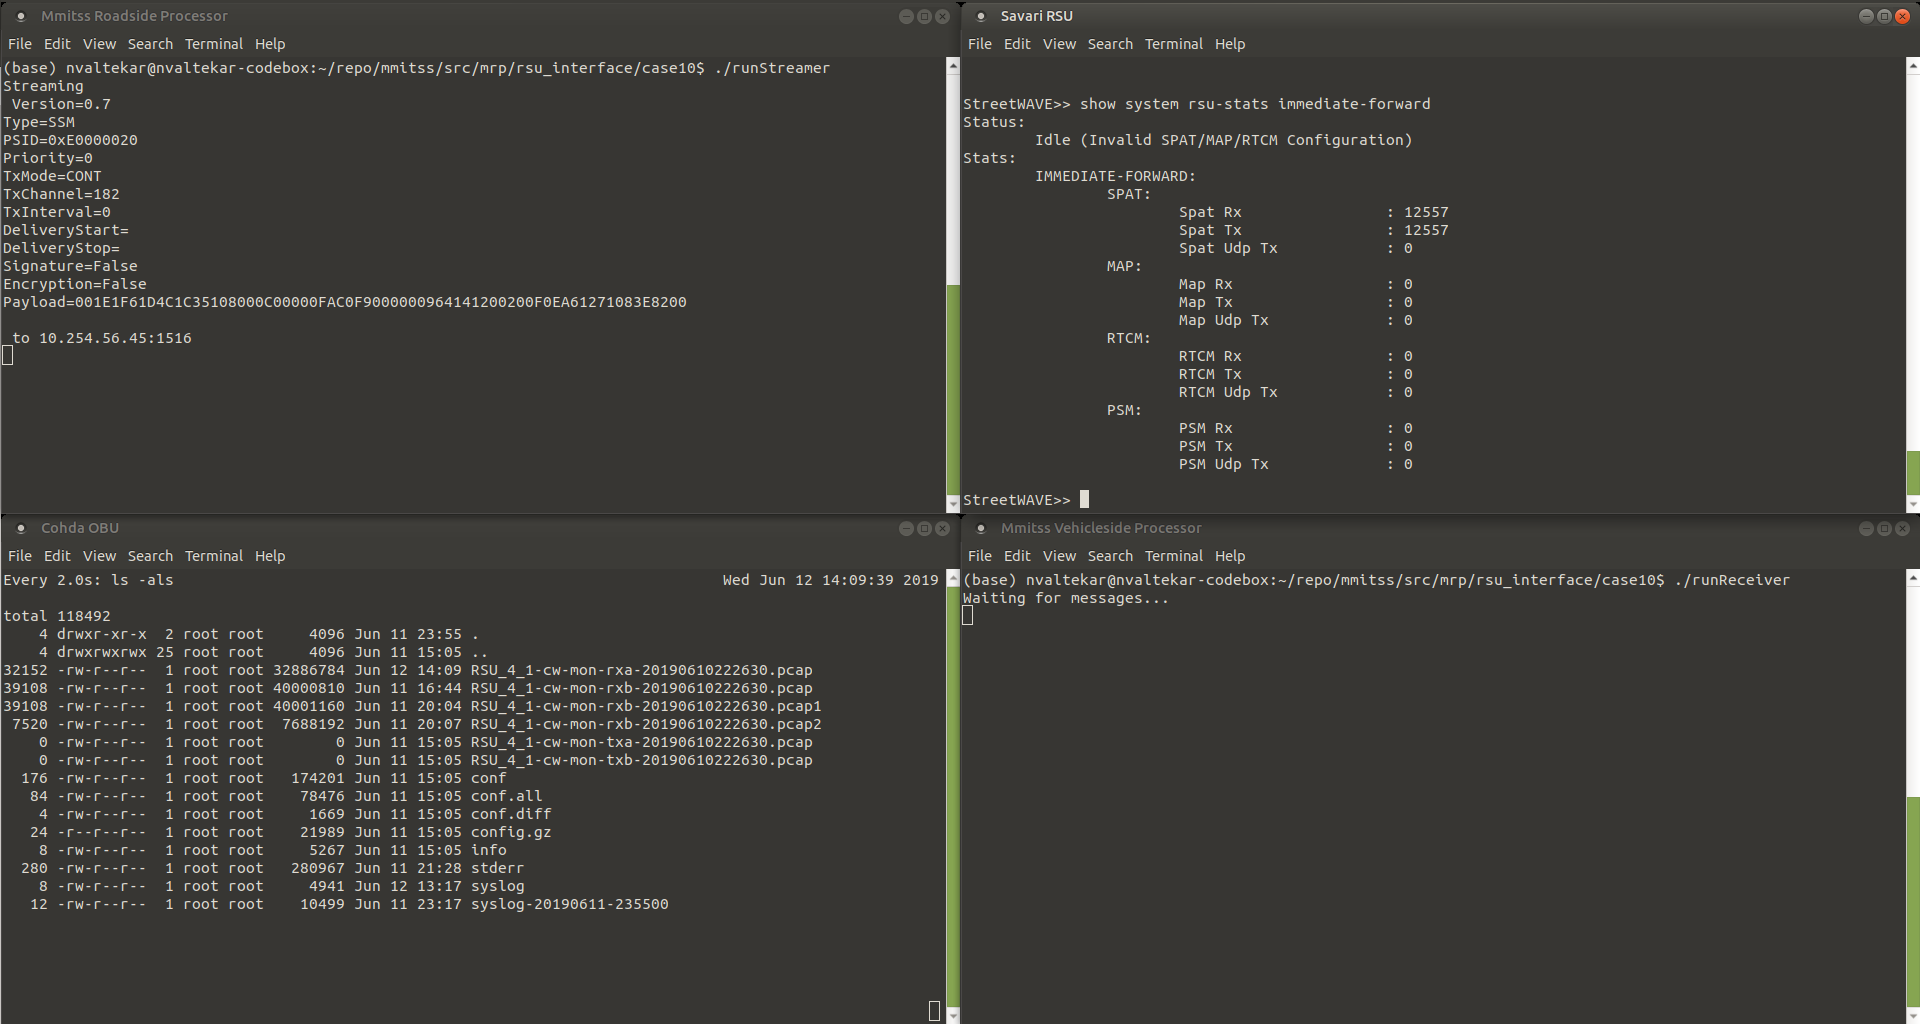 Mmitss Roadside Processor
File Edit View Search Terminal Help
(base) nvaltekar@nvaltekar-codebox:~/repo/mmitss/src/mrp/rsu_interface/case10$ ./runStreamer
Streaming
 Version=0.7
Type=SSM
PSID=0xE0000020
Priority=0
TxMode=CONT
TxChannel=182
TxInterval=0
DeliveryStart=
DeliveryStop=
Signature=False
Encryption=False
Payload=001E1F61D4C1C35108000C00000FAC0F9000000964141200200F0EA61271083E8200
 to 10.254.56.45:1516
Savari RSU
File Edit View Search Terminal Help
StreetWAVE>> show system rsu-stats immediate-forward
Status:
        Idle (Invalid SPAT/MAP/RTCM Configuration)
Stats:
        IMMEDIATE-FORWARD:
                SPAT:
                        Spat Rx                : 12557
                        Spat Tx                : 12557
                        Spat Udp Tx            : 0
                MAP:
                        Map Rx                 : 0
                        Map Tx                 : 0
                        Map Udp Tx             : 0
                RTCM:
                        RTCM Rx                : 0
                        RTCM Tx                : 0
                        RTCM Udp Tx            : 0
                PSM:
                        PSM Rx                 : 0
                        PSM Tx                 : 0
                        PSM Udp Tx             : 0
StreetWAVE>>
Cohda OBU
File Edit View Search Terminal Help
Every 2.0s: ls -als                                                             Wed Jun 12 14:09:39 2019
total 118492
    4 drwxr-xr-x  2 root root     4096 Jun 11 23:55 .
    4 drwxrwxrwx 25 root root     4096 Jun 11 15:05 ..
32152 -rw-r--r--  1 root root 32886784 Jun 12 14:09 RSU_4_1-cw-mon-rxa-20190610222630.pcap
39108 -rw-r--r--  1 root root 40000810 Jun 11 16:44 RSU_4_1-cw-mon-rxb-20190610222630.pcap
39108 -rw-r--r--  1 root root 40001160 Jun 11 20:04 RSU_4_1-cw-mon-rxb-20190610222630.pcap1
 7520 -rw-r--r--  1 root root  7688192 Jun 11 20:07 RSU_4_1-cw-mon-rxb-20190610222630.pcap2
    0 -rw-r--r--  1 root root        0 Jun 11 15:05 RSU_4_1-cw-mon-txa-20190610222630.pcap
    0 -rw-r--r--  1 root root        0 Jun 11 15:05 RSU_4_1-cw-mon-txb-20190610222630.pcap
  176 -rw-r--r--  1 root root   174201 Jun 11 15:05 conf
   84 -rw-r--r--  1 root root    78476 Jun 11 15:05 conf.all
    4 -rw-r--r--  1 root root     1669 Jun 11 15:05 conf.diff
   24 -r--r--r--  1 root root    21989 Jun 11 15:05 config.gz
    8 -rw-r--r--  1 root root     5267 Jun 11 15:05 info
  280 -rw-r--r--  1 root root   280967 Jun 11 21:28 stderr
    8 -rw-r--r--  1 root root     4941 Jun 12 13:17 syslog
   12 -rw-r--r--  1 root root    10499 Jun 11 23:17 syslog-20190611-235500
Mmitss Vehicleside Processor
File Edit View Search Terminal Help
(base) nvaltekar@nvaltekar-codebox:~/repo/mmitss/src/mrp/rsu_interface/case10$ ./runReceiver
Waiting for messages...